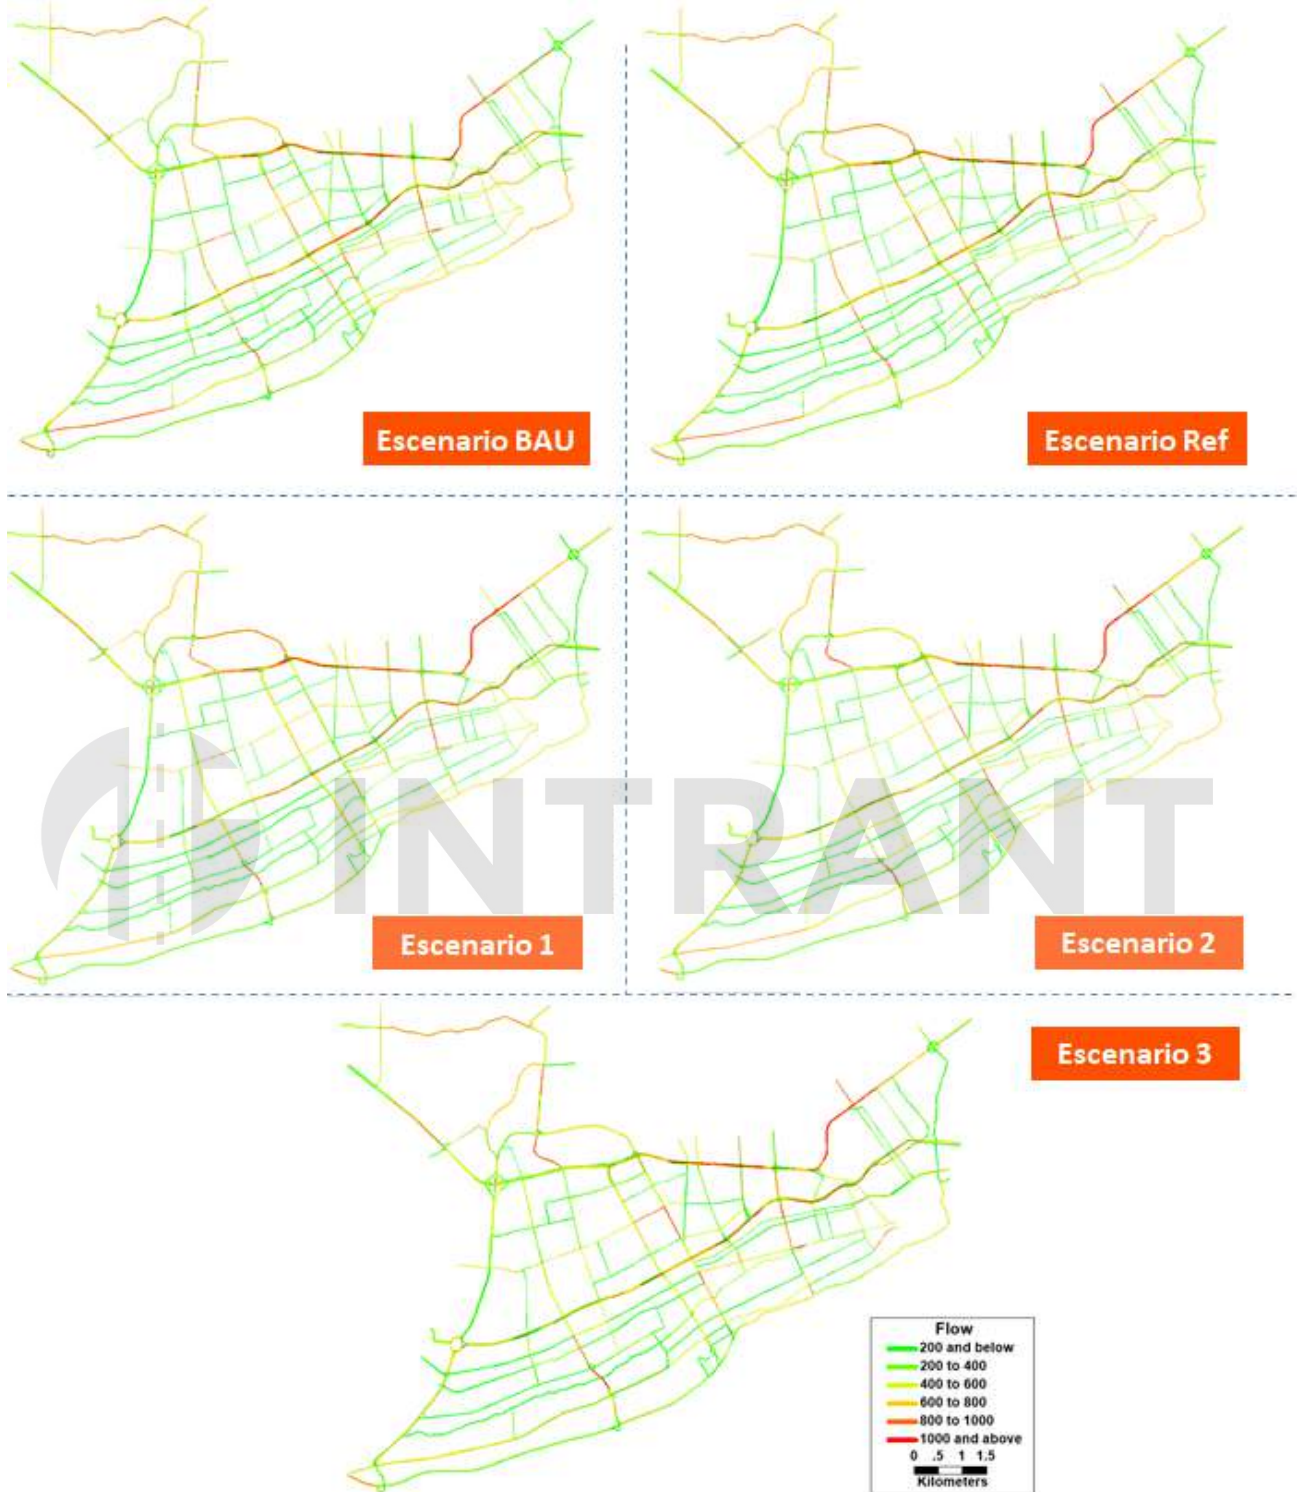 Escenario BAU
Escenario Ref
INTRANT
Escenario 1
Escenario 2
Escenario 3
Flow
200 and below
200 to 400
400 to 600
600 to 800
800 to 1000
1000 and above
0 .5 1 1.5
Kilometers